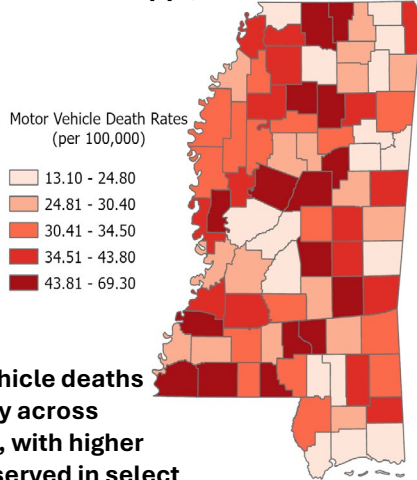 Motor Vehicle Death Rates
(per 100,000)
13.10 - 24.80
24.81 - 30.40
30.41 - 34.50
34.51 - 43.80
43.81 - 69.30
hicle deaths
y across
, with higher
served in select